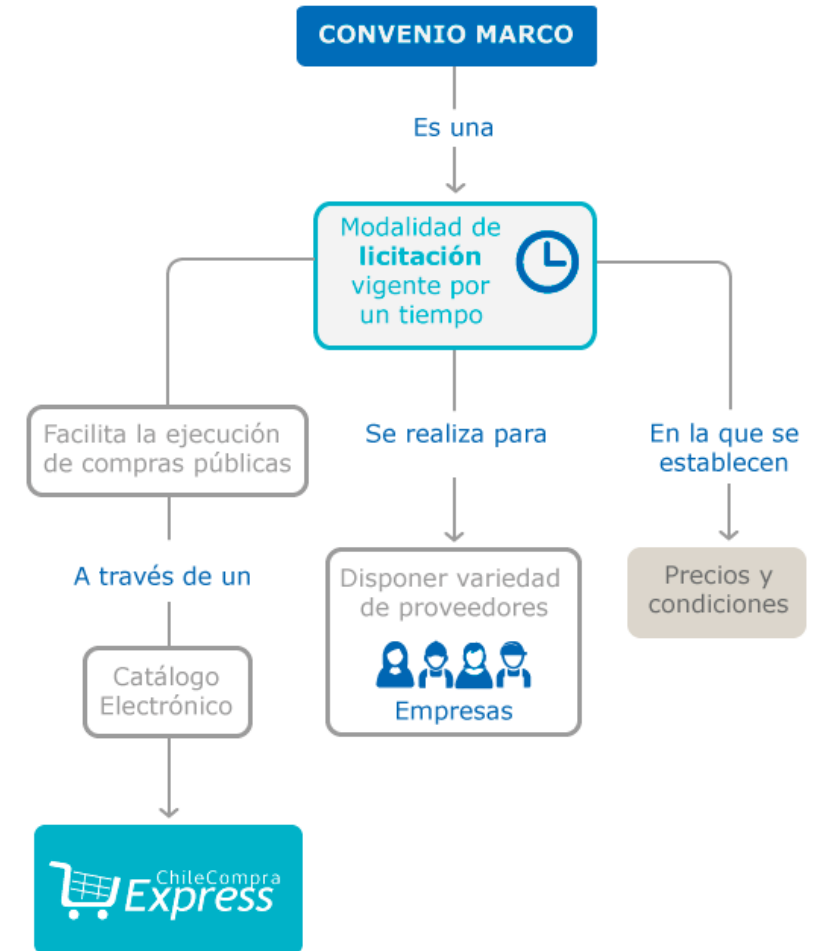 CONVENIO MARCO
Es una
Modalidad de
licitación
vigente por
un tiempo
Facilita la ejecución
de compras públicas
A través de un
Catálogo
Electrónico
ChileCompra
Express
Se realiza para
Disponer variedad
de proveedores
Empresas
En la que se
establecen
Precios y
condiciones